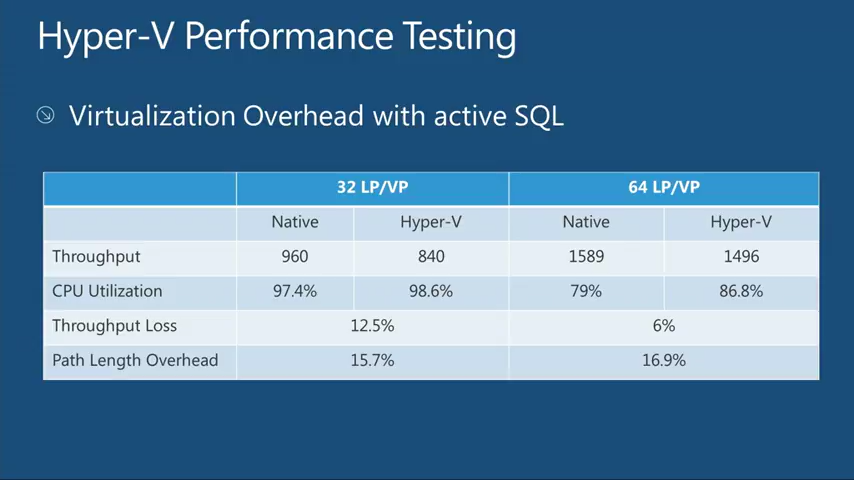 Hyper-V Performance Testing
Virtualization Overhead with active SQL
32 LP/VP 64 LP/VP
Native Hyper-V Native Hyper-V
Throughput 960 840 1589 1496
CPU Utilization 97.4% 98.6% 79% 86.8%
Throughput Loss 12.5% 6%
Path Length Overhead 15.7% 16.9%